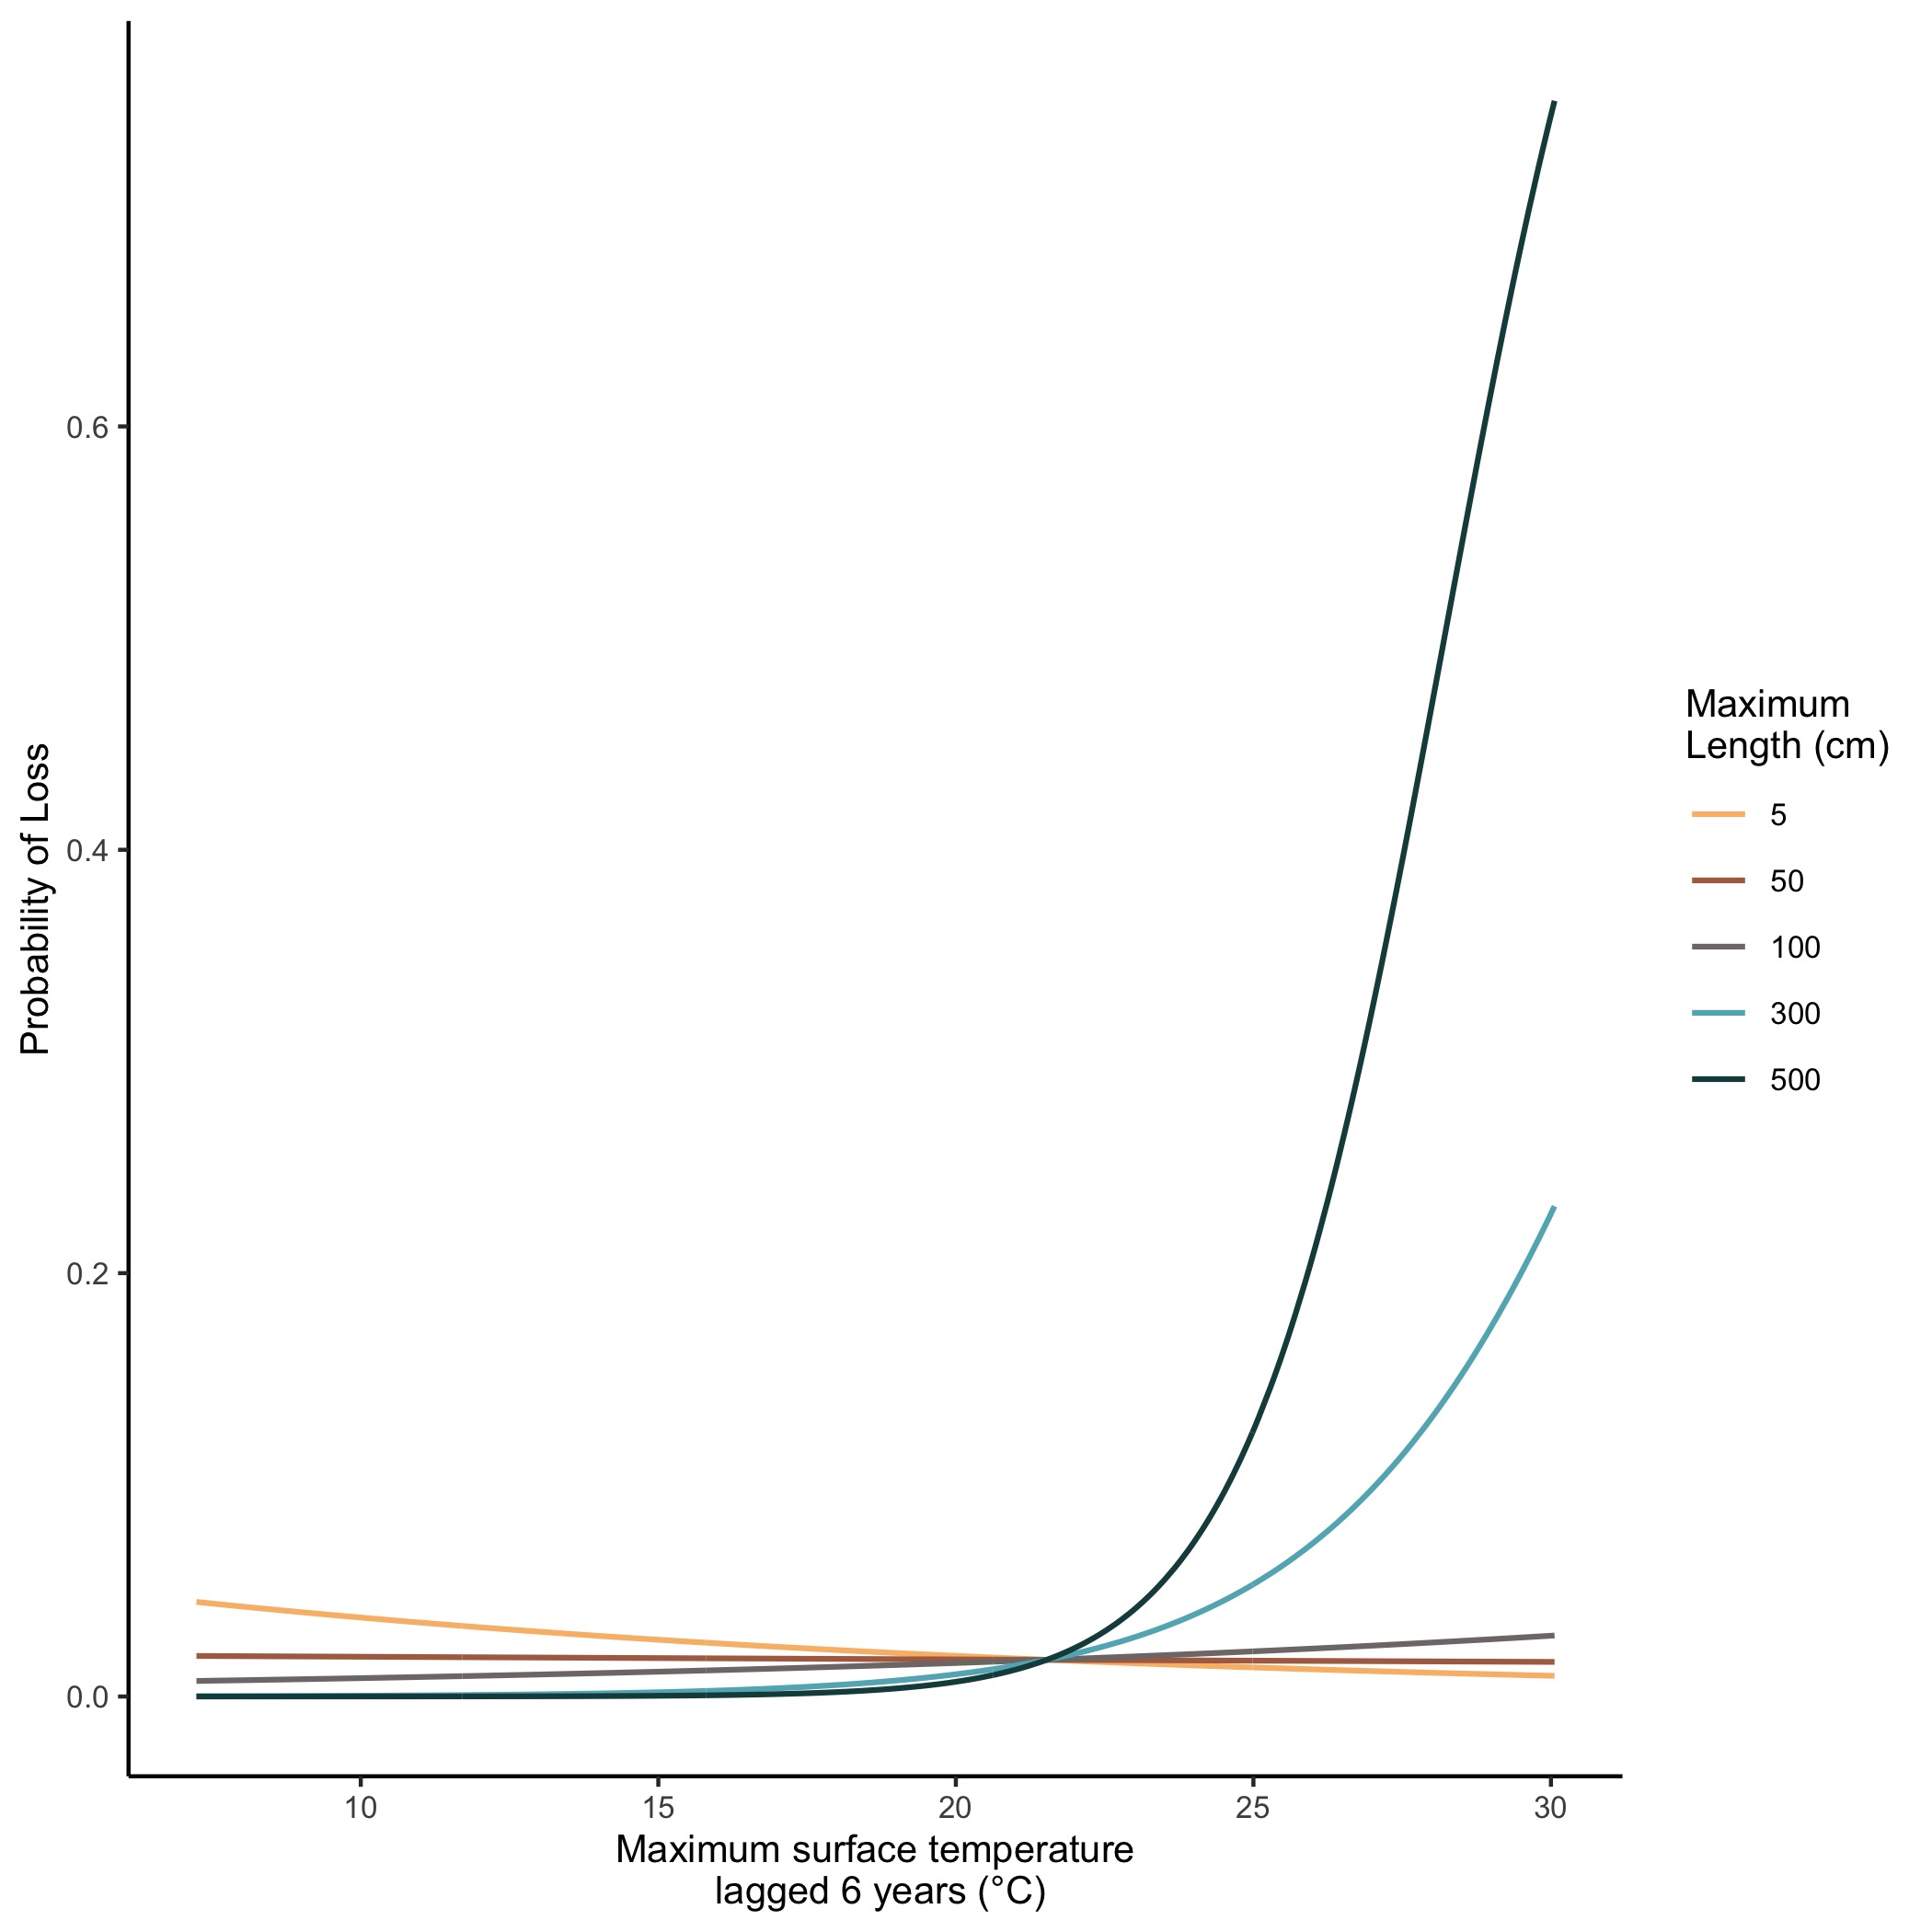 Probability of Loss
0.6
0.4
0.2
0.0
10 15 20 25 30
Maximum surface temperature
lagged 6 years (°C)
Maximum
Length (cm)
5
50
100
300
500